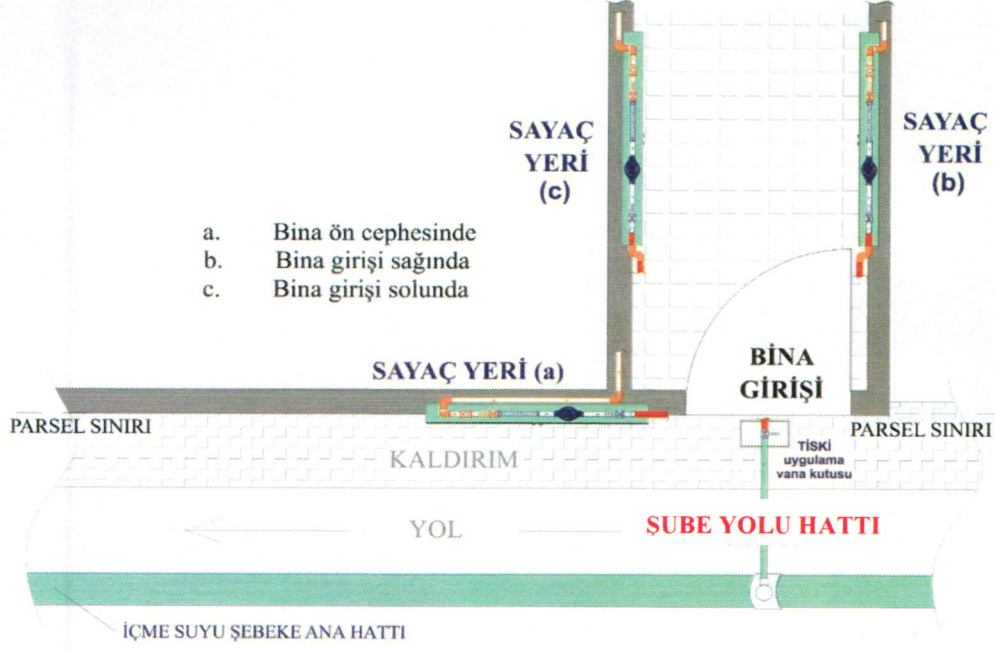 SAYAÇ
YERİ
(c)
SAYAÇ
YERİ
(b)
a. Bina ön cephesinde
b. Bina girişi sağında
c. Bina girişi solunda
SAYAÇ YERİ (a)
BİNA
GİRİŞİ
PARSEL SINIRI
PARSEL SINIRI
KALDIRIM
TİSKİ
uygulama
vana kutusu
YOL
ŞUBE YOLU HATTI
İÇME SUYU ŞEBEKE ANA HATTI